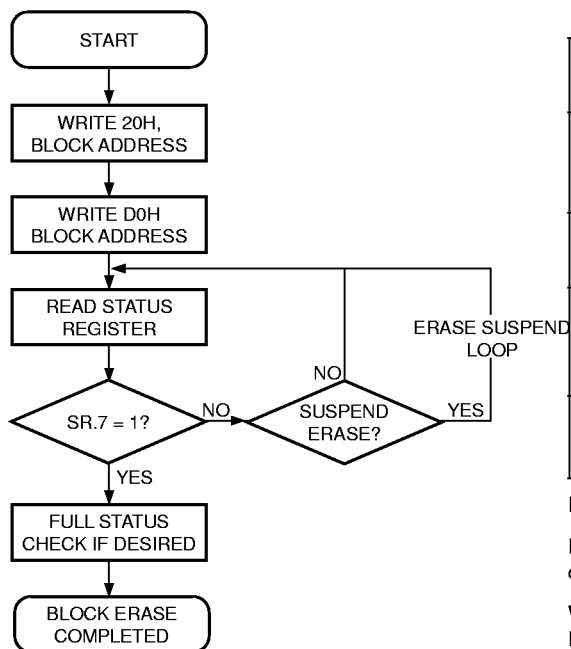 START
WRITE 20H,
BLOCK ADDRESS
WRITE D0H
BLOCK ADDRESS
READ STATUS
REGISTER
ERASE SUSPEND
LOOP
NO
SR.7 = 1?
NO
SUSPEND
ERASE?
YES
YES
FULL STATUS
CHECK IF DESIRED
BLOCK ERASE
COMPLETED